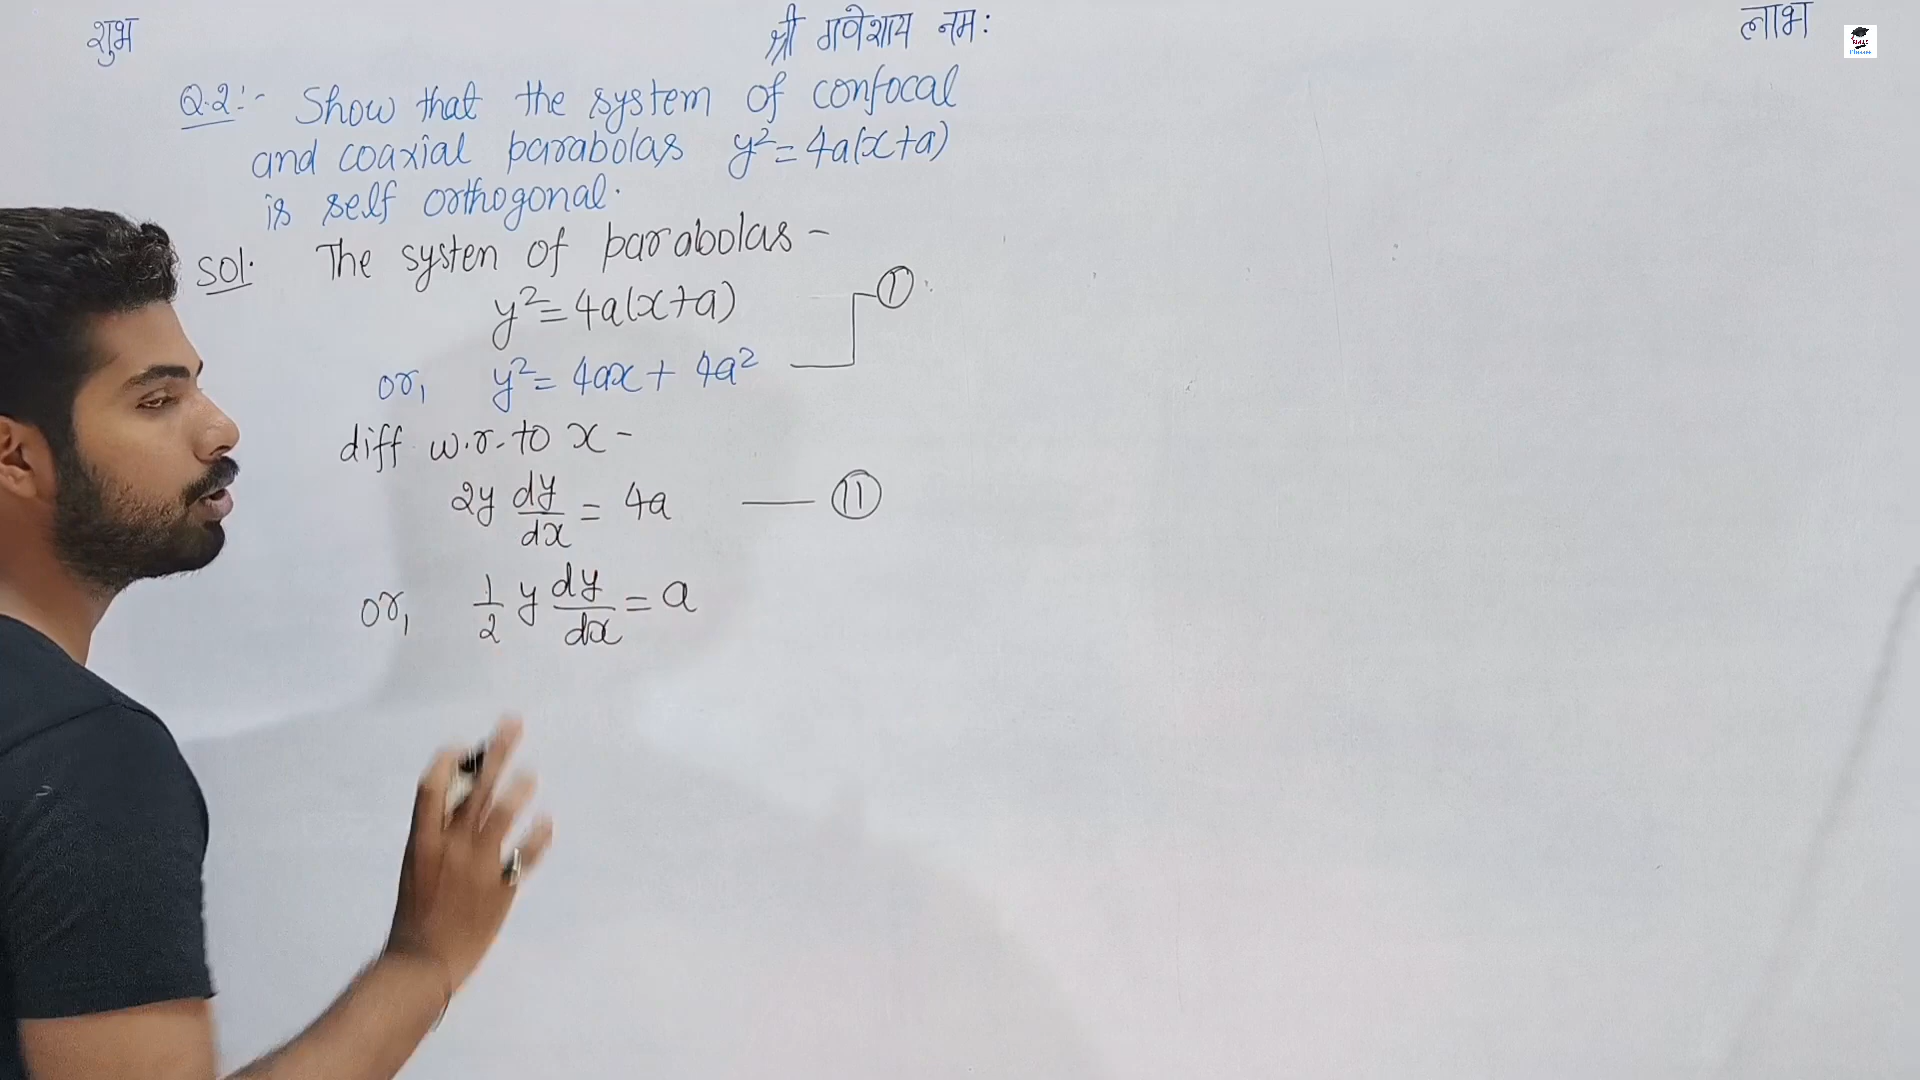 शुभ श्री गणेशाय नम: लाभ
Q.2:- Show that the system of confocal
and coaxial parabolas y² = 4a(x+a)
is self orthogonal.
Sol. The systen of parabolas -
y² = 4a(x+a)
or, y² = 4ax + 4a² — ①
diff w.r.to x -
2y dy/dx = 4a — ⑪
or, 1/2 y dy/dx = a